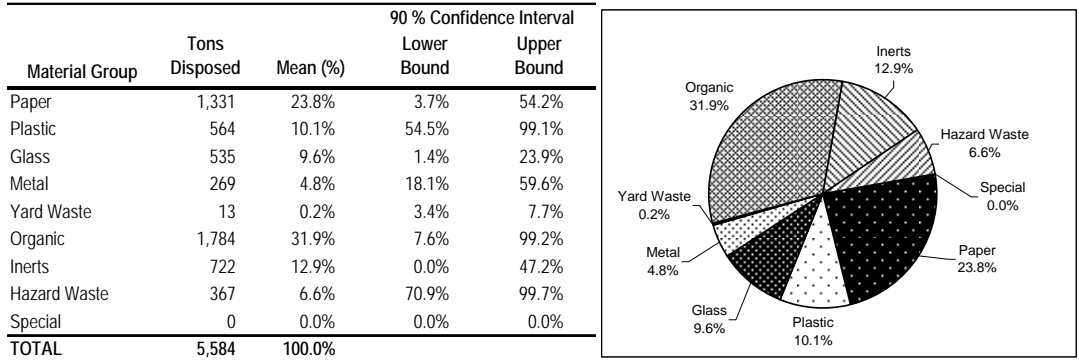 90 % Confidence Interval
Tons Lower Upper
Material Group Disposed Mean (%) Bound Bound
Paper 1,331 23.8% 3.7% 54.2%
Plastic 564 10.1% 54.5% 99.1%
Glass 535 9.6% 1.4% 23.9%
Metal 269 4.8% 18.1% 59.6%
Yard Waste 13 0.2% 3.4% 7.7%
Organic 1,784 31.9% 7.6% 99.2%
Inerts 722 12.9% 0.0% 47.2%
Hazard Waste 367 6.6% 70.9% 99.7%
Special 0 0.0% 0.0% 0.0%
TOTAL 5,584 100.0%
Inerts
12.9%
Organic
31.9%
Hazard Waste
6.6%
Special
0.0%
Yard Waste
0.2%
Paper
23.8%
Metal
4.8%
Glass
9.6%
Plastic
10.1%